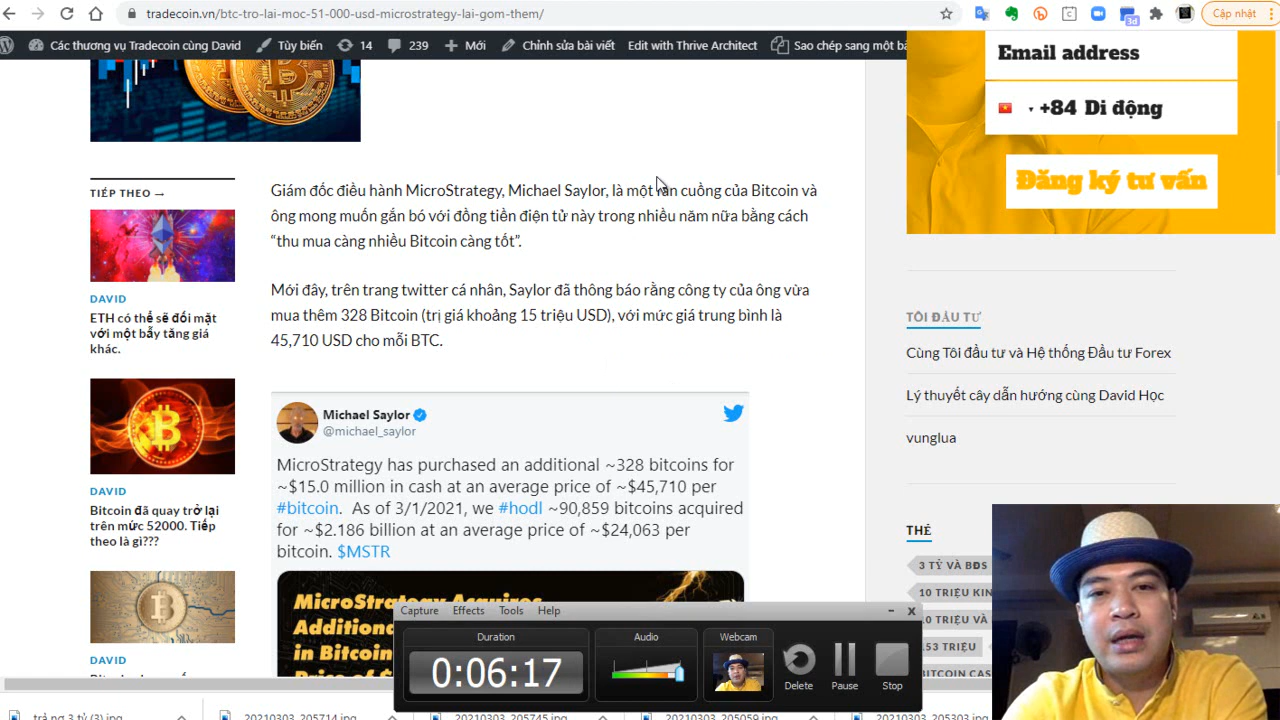 tradecoin.vn/btc-tro-lai-moc-51-000-usd-microstrategy-lai-gom-them/
3d
Cập nhật
Các thương vụ Tradecoin cùng David
Tùy biến
14
239
Mới
Chỉnh sửa bài viết
Edit with Thrive Architect
Sao chép sang một
Email address
+84 Di động
Đăng ký tư vấn
TIẾP THEO →
DAVID
ETH có thể sẽ đối mặt
với một bẫy tăng giá
khác.
DAVID
Bitcoin đã quay trở lại
trên mức 52000. Tiếp
theo là gì???
DAVID
Giám đốc điều hành MicroStrategy, Michael Saylor, là một fan cuồng của Bitcoin và
ông mong muốn gắn bó với đồng tiền điện tử này trong nhiều năm nữa bằng cách
“thu mua càng nhiều Bitcoin càng tốt”.
Mới đây, trên trang twitter cá nhân, Saylor đã thông báo rằng công ty của ông vừa
mua thêm 328 Bitcoin (trị giá khoảng 15 triệu USD), với mức giá trung bình là
45,710 USD cho mỗi BTC.
Michael Saylor
@michael_saylor
MicroStrategy has purchased an additional ~328 bitcoins for
~$15.0 million in cash at an average price of ~$45,710 per
#bitcoin. As of 3/1/2021, we #hodl ~90,859 bitcoins acquired
for ~$2.186 billion at an average price of ~$24,063 per
bitcoin. $MSTR
MicroStrategy Acquires
Additional
in Bitcoin
Price of $
TÔI ĐẦU TƯ
Cùng Tôi đầu tư và Hệ thống Đầu tư Forex
Lý thuyết cây dẫn hướng cùng David Học
vunglua
THẺ
3 TỶ VÀ BĐS
10 TRIỆU KIN
TRIỆU VÀ
153 TRIỆU
BITCOIN CAS
Capture Effects Tools Help
Duration
0:06:17
Audio
Webcam
Delete
Pause
Stop
20210303_205714.jpg
20210303_205745.jpg
20210303_205059.jpg
20210303_205303.jpg